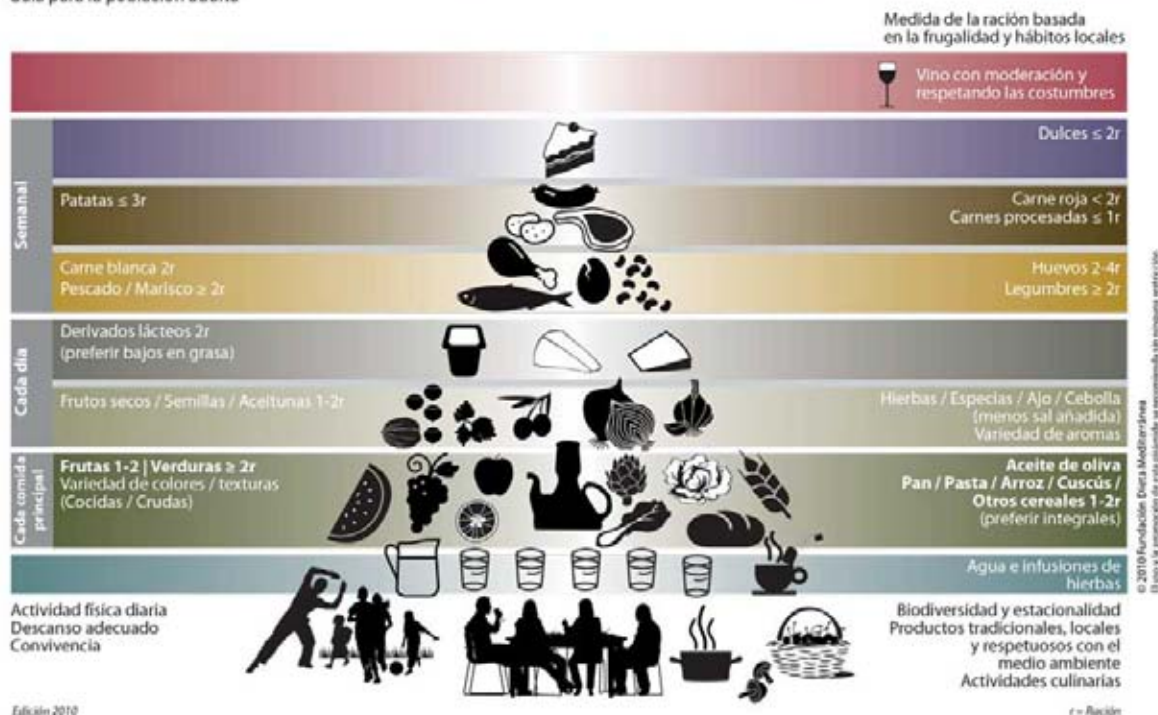 Medida de la ración basada
en la frugalidad y hábitos locales
Vino con moderación y
respetando las costumbres
Semanal
Dulces ≤ 2r
Patatas ≤ 3r
Carne roja < 2r
Carnes procesadas ≤ 1r
Carne blanca 2r
Pescado / Marisco ≥ 2r
Huevos 2-4r
Legumbres ≥ 2r
Cada día
Derivados lácteos 2r
(preferir bajos en grasa)
Frutos secos / Semillas / Aceitunas 1-2r
Hierbas / Especias / Ajo / Cebolla
(menos sal añadida)
Variedad de aromas
Cada comida
principal
Frutas 1-2 | Verduras ≥ 2r
Variedad de colores / texturas
(Cocidas / Crudas)
Aceite de oliva
Pan / Pasta / Arroz / Cuscús /
Otros cereales 1-2r
(preferir integrales)
Agua e infusiones de
hierbas
Actividad física diaria
Descanso adecuado
Convivencia
Biodiversidad y estacionalidad
Productos tradicionales, locales
y respetuosos con el
medio ambiente
Actividades culinarias
Edición 2010
r = Ración
© 2010 Fundación Dieta Mediterránea